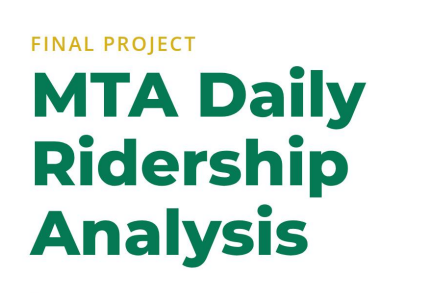 FINAL PROJECT
MTA Daily
Ridership
Analysis